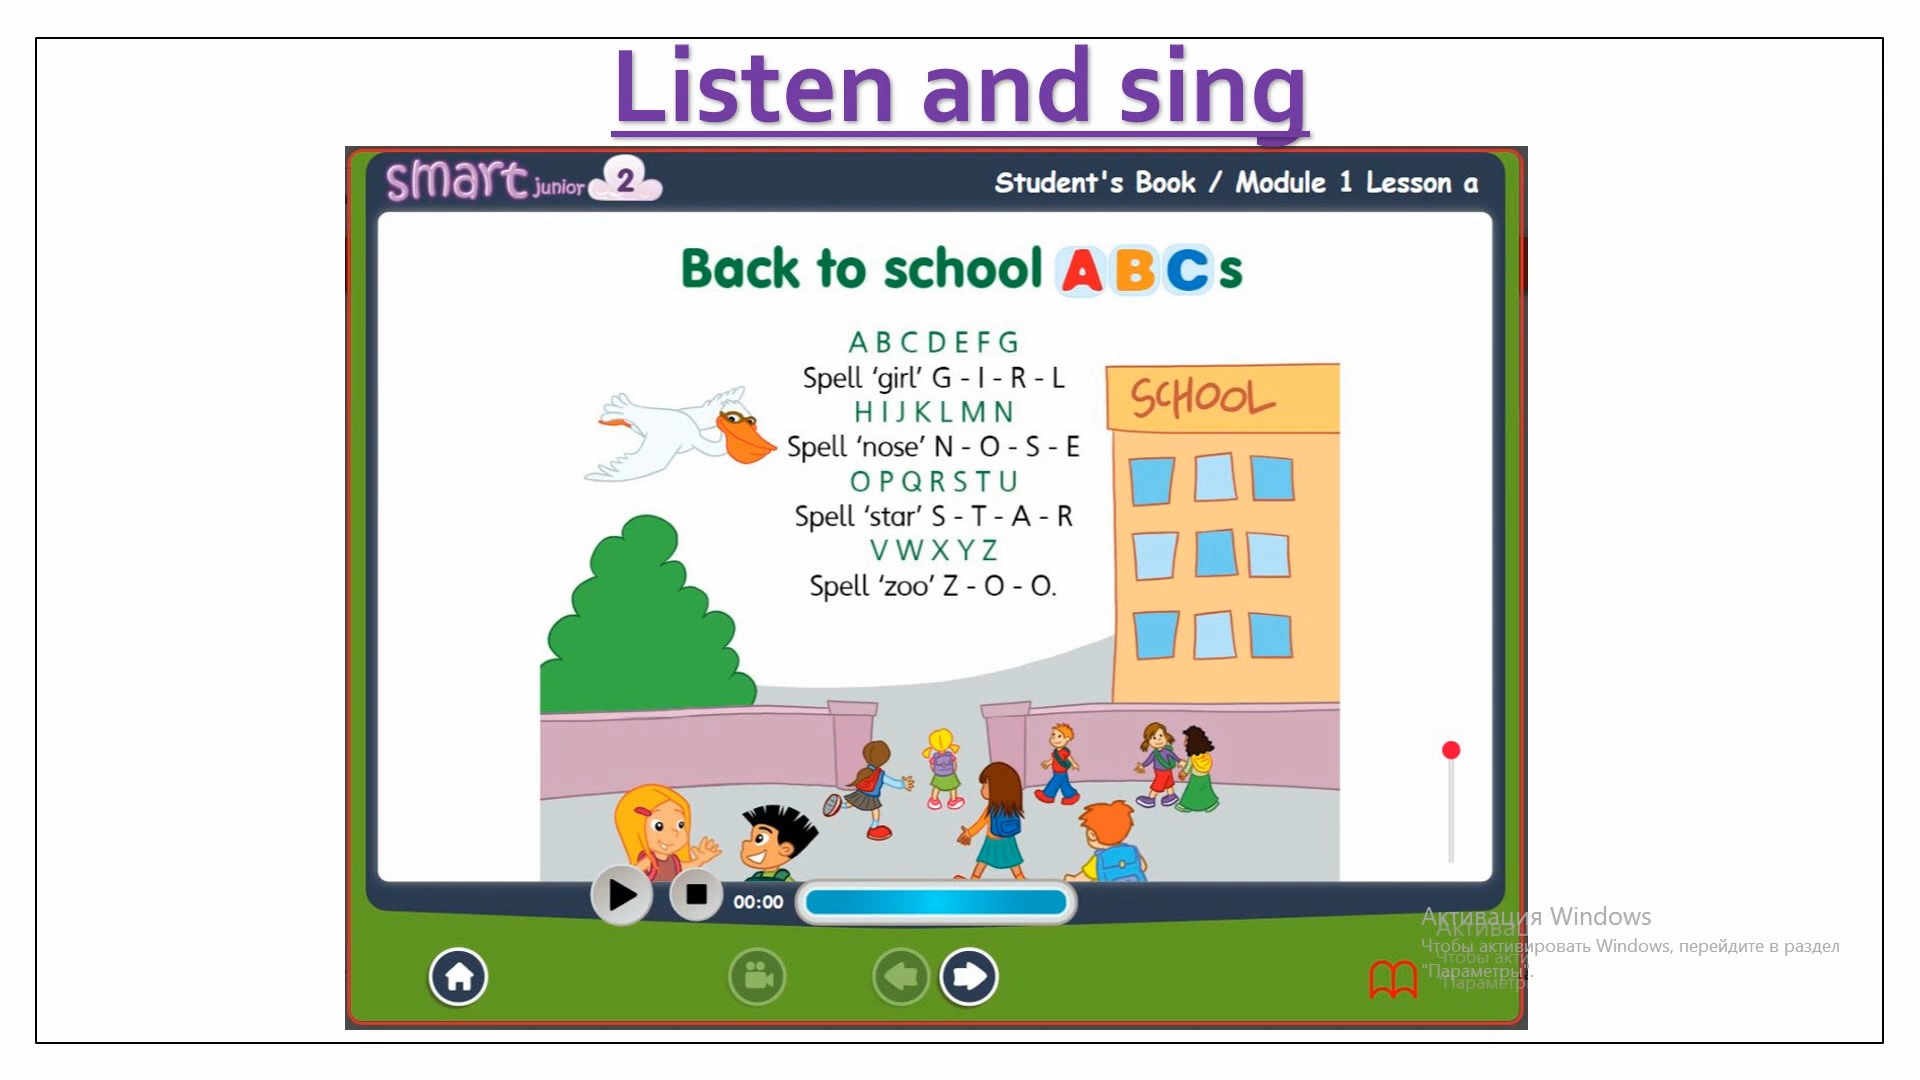 Listen and sing
smart junior 2
Student's Book / Module 1 Lesson a
Back to school ABCs
A B C D E F G
Spell ‘girl’ G - I - R - L
H I J K L M N
Spell ‘nose’ N - O - S - E
O P Q R S T U
Spell ‘star’ S - T - A - R
V W X Y Z
Spell ‘zoo’ Z - O - O.
SCHOOL
00:00
Активация Windows
Чтобы активировать Windows, перейдите в раздел
"Параметры".